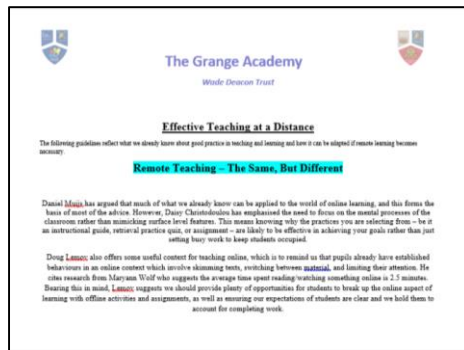 The Grange Academy
Wade Deacon Trust
Effective Teaching at a Distance
The following guidelines reflect what we already know about good practice in teaching and learning and how it can be adapted if remote learning becomes
necessary.
Remote Teaching – The Same, But Different
Daniel Muijs has argued that much of what we already know can be applied to the world of online learning, and this forms the
basis of most of the advice. However, Daisy Christodoulou has emphasised the need to focus on the mental processes of the
classroom rather than mimicking surface level features. This means knowing why the practices you are selecting from – be it
an instructional guide, retrieval practice quiz, or assignment – are likely to be effective in achieving your goals rather than just
setting busy work to keep students occupied.
Doug Lemov also offers some useful context for teaching online, which is to remind us that pupils already have established
behaviours in an online context which involve skimming texts, switching between material, and limiting their attention. He
cites research from Maryann Wolf who suggests the average time spent reading/watching something online is 2.5 minutes.
Bearing this in mind, Lemov suggests we should provide plenty of opportunities for students to break up the online aspect of
learning with offline activities and assignments, as well as ensuring our expectations of students are clear and we hold them to
account for completing work.